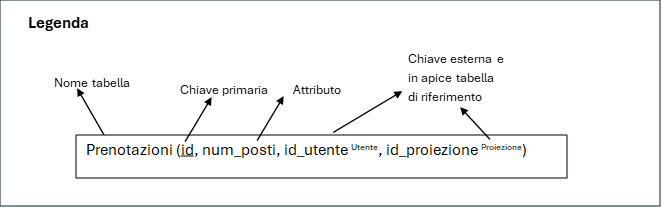 Legenda
Nome tabella
Chiave primaria
Attributo
Chiave esterna e
in apice tabella
di riferimento
Prenotazioni (id, num_posti, id_utente Utente, id_proiezione Proiezione)